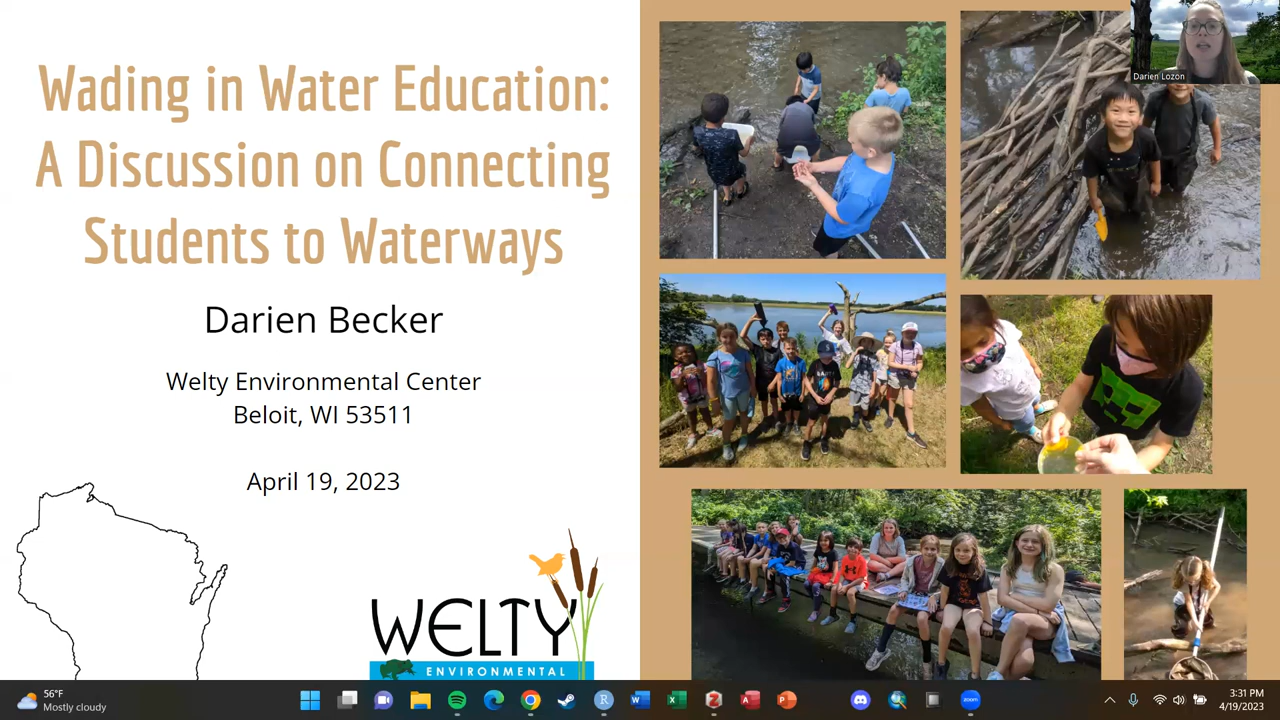 Wading in Water Education:
A Discussion on Connecting
Students to Waterways
Darien Becker
Welty Environmental Center
Beloit, WI 53511
April 19, 2023
WELTY
ENVIRONMENTAL
Darien Lozon
56°F
Mostly cloudy
zoom
3:31 PM
4/19/2023